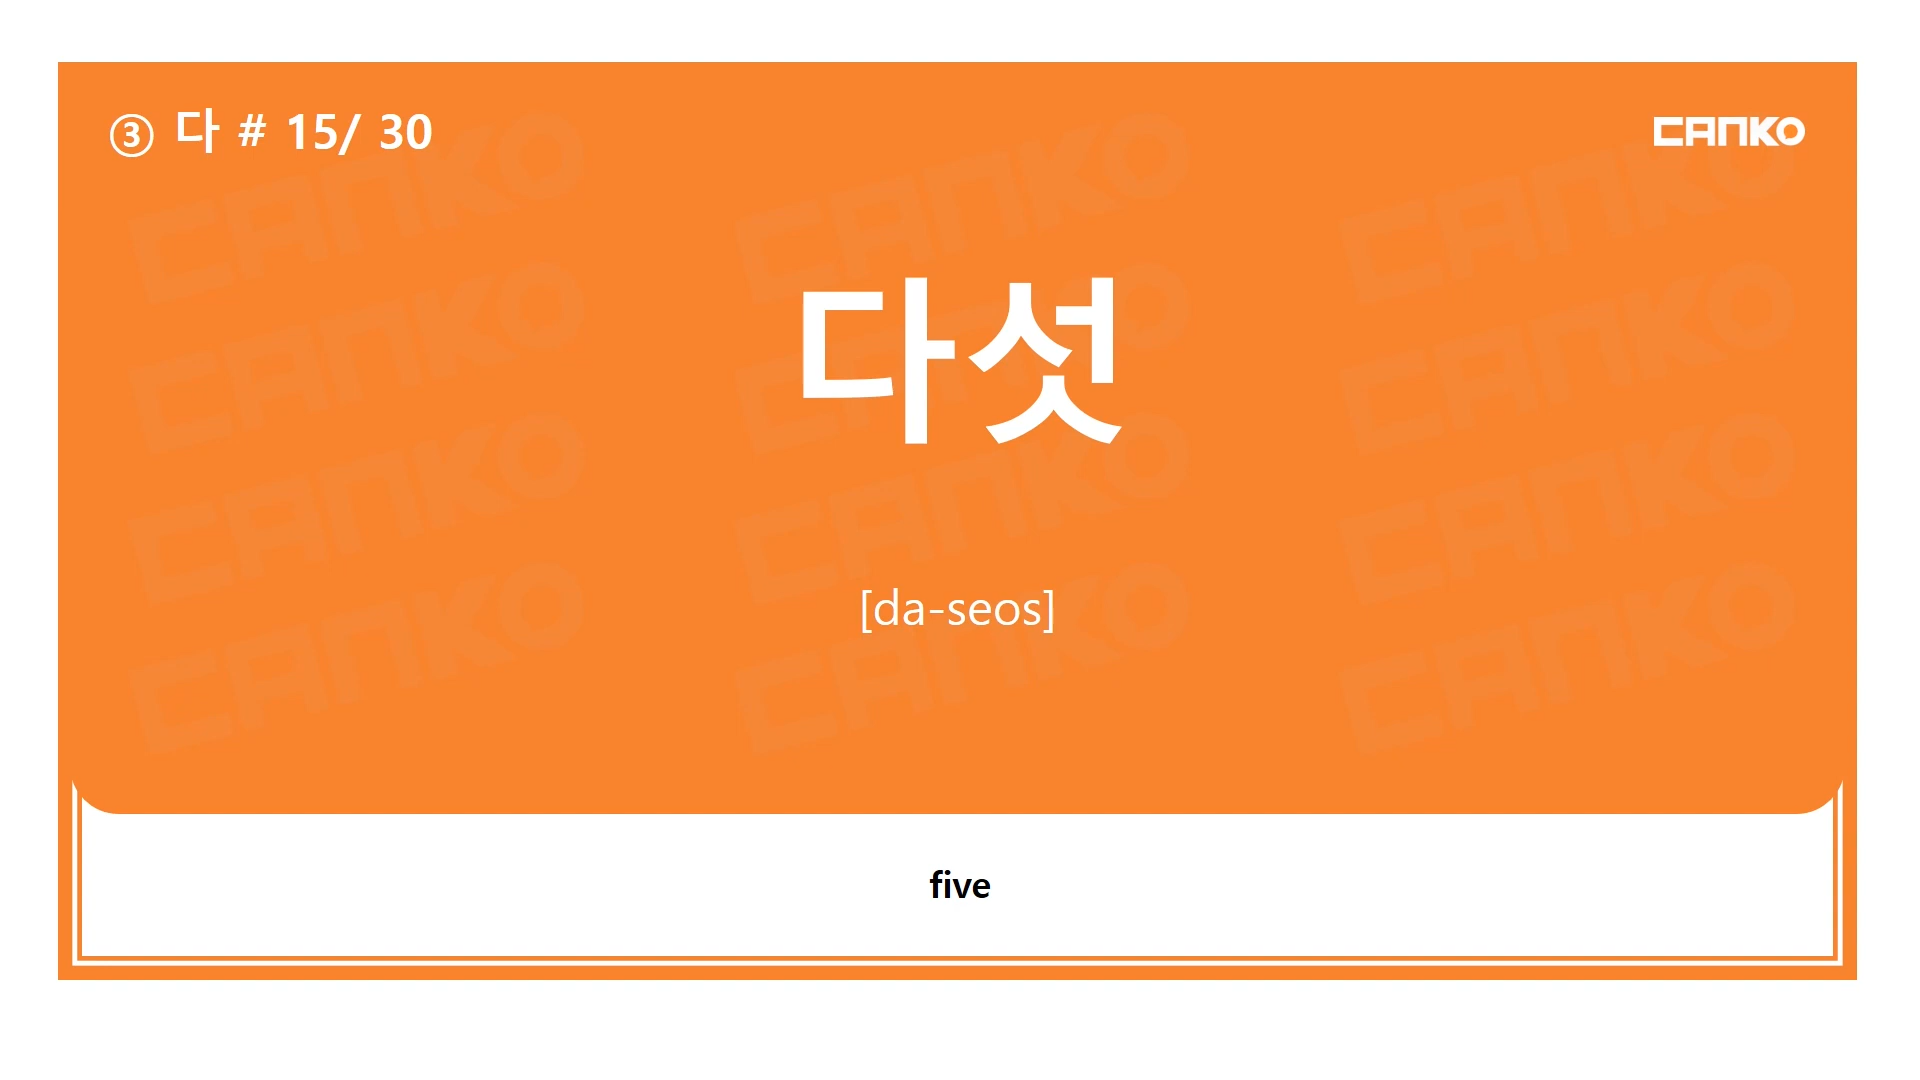 ③ 다 # 15/ 30
CANKO
다섯
[da-seos]
five